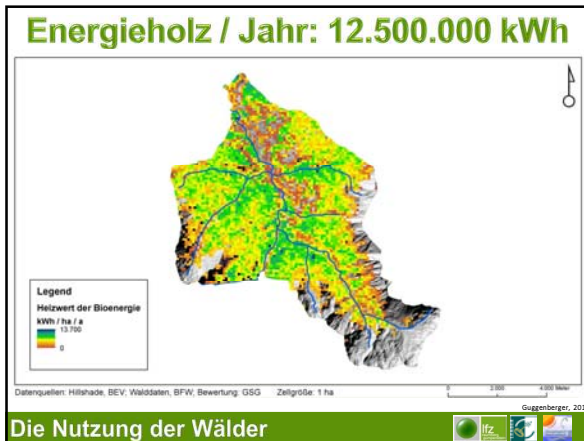 Energieholz / Jahr: 12.500.000 kWh
Legend
Heizwert der Bioenergie
kWh / ha / a
13.700
0
Datenquellen: Hillshade, BEV; Walddaten, BFW; Bewertung: GSG Zellgröße: 1 ha
0 2.000 4.000 Meter
Guggenberger, 201
Die Nutzung der Wälder
lfz